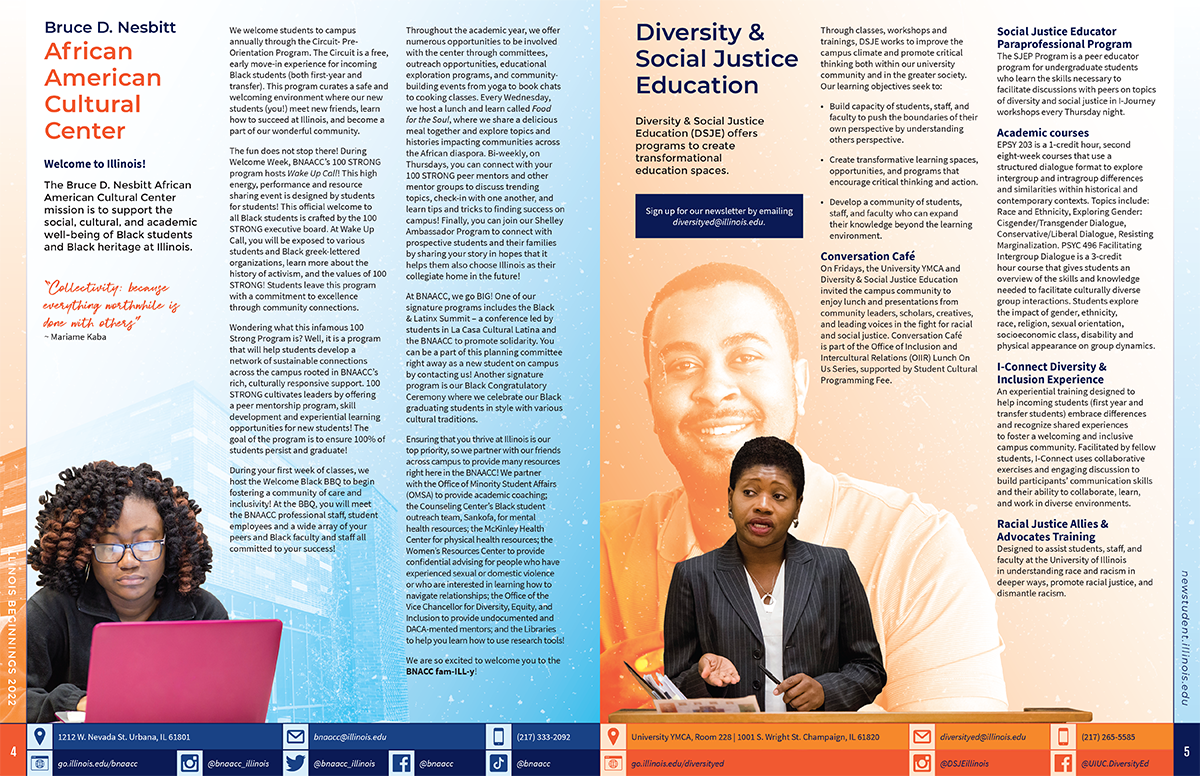 Bruce D. Nesbitt
African
American
Cultural
Center
Welcome to Illinois!
The Bruce D. Nesbitt African
American Cultural Center
mission is to support the
social, cultural, and academic
well-being of Black students
and Black heritage at Illinois.
"Collectivity: because
everything worthwhile is
done with others"
~ Mariame Kaba
We welcome students to campus
annually through the Circuit- Pre-
Orientation Program. The Circuit is a free,
early move-in experience for incoming
Black students (both first-year and
transfer). This program curates a safe and
welcoming environment where our new
students (you!) meet new friends, learn
how to succeed at Illinois, and become a
part of our wonderful community.
The fun does not stop there! During
Welcome Week, BNAACC's 100 STRONG
program hosts Wake Up Call! This high
energy, performance and resource
sharing event is designed by students
for students! This official welcome to
all Black students is crafted by the 100
STRONG executive board. At Wake Up
Call, you will be exposed to various
students and Black greek-lettered
organizations, learn more about the
history of activism, and the values of 100
STRONG! Students leave this program
with a commitment to excellence
through community connections.
Wondering what this infamous 100
Strong Program is? Well, it is a program
that will help students develop a
network of sustainable connections
across the campus rooted in BNAACC's
rich, culturally responsive support. 100
STRONG cultivates leaders by offering
a peer mentorship program, skill
development and experiential learning
opportunities for new students! The
goal of the program is to ensure 100% of
students persist and graduate!
During your first week of classes, we
host the Welcome Black BBQ to begin
fostering a community of care and
inclusivity! At the BBQ, you will meet
the BNAACC professional staff, student
employees and a wide array of your
peers and Black faculty and staff all
committed to your success!
Throughout the academic year, we offer
numerous opportunities to be involved
with the center through committees,
outreach opportunities, educational
exploration programs, and community-
building events from yoga to book chats
to cooking classes. Every Wednesday,
we host a lunch and learn called Food
for the Soul, where we share a delicious
meal together and explore topics and
histories impacting communities across
the African diaspora. Bi-weekly, on
Thursdays, you can connect with your
100 STRONG peer mentors and other
mentor groups to discuss trending
topics, check-in with one another, and
learn tips and tricks to finding success on
campus! Finally, you can join our Shelley
Ambassador Program to connect with
prospective students and their families
by sharing your story in hopes that it
helps them also choose Illinois as their
collegiate home in the future!
At BNAACC, we go BIG! One of our
signature programs includes the Black
& Latinx Summit – a conference led by
students in La Casa Cultural Latina and
the BNAACC to promote solidarity. You
can be a part of this planning committee
right away as a new student on campus
by contacting us! Another signature
program is our Black Congratulatory
Ceremony where we celebrate our Black
graduating students in style with various
cultural traditions.
Ensuring that you thrive at Illinois is our
top priority, so we partner with our friends
across campus to provide many resources
right here in the BNAACC! We partner
with the Office of Minority Student Affairs
(OMSA) to provide academic coaching;
the Counseling Center's Black student
outreach team, Sankofa, for mental
health resources; the McKinley Health
Center for physical health resources; the
Women's Resources Center to provide
confidential advising for people who have
experienced sexual or domestic violence
or who are interested in learning how to
navigate relationships; the Office of the
Vice Chancellor for Diversity, Equity, and
Inclusion to provide undocumented and
DACA-mented mentors; and the Libraries
to help you learn how to use research tools!
We are so excited to welcome you to the
BNACC fam-ILL-y!
ILLINOIS BEGINNINGS 2022
4
1212 W. Nevada St. Urbana, IL 61801
bnaacc@illinois.edu
(217) 333-2092
go.illinois.edu/bnaacc
@bnaacc_illinois
@bnaacc_illinois
@bnaacc
@bnaacc
Diversity &
Social Justice
Education
Diversity & Social Justice
Education (DSJE) offers
programs to create
transformational
education spaces.
Sign up for our newsletter by emailing
diversityed@illinois.edu.
Through classes, workshops and
trainings, DSJE works to improve the
campus climate and promote critical
thinking both within our university
community and in the greater society.
Our learning objectives seek to:
• Build capacity of students, staff, and
faculty to push the boundaries of their
own perspective by understanding
others perspective.
• Create transformative learning spaces,
opportunities, and programs that
encourage critical thinking and action.
• Develop a community of students,
staff, and faculty who can expand
their knowledge beyond the learning
environment.
Conversation Café
On Fridays, the University YMCA and
Diversity & Social Justice Education
invited the campus community to
enjoy lunch and presentations from
community leaders, scholars, creatives,
and leading voices in the fight for racial
and social justice. Conversation Café
is part of the Office of Inclusion and
Intercultural Relations (OIIR) Lunch On
Us Series, supported by Student Cultural
Programming Fee.
Social Justice Educator
Paraprofessional Program
The SJEP Program is a peer educator
program for undergraduate students
who learn the skills necessary to
facilitate discussions with peers on topics
of diversity and social justice in I-Journey
workshops every Thursday night.
Academic courses
EPSY 203 is a 1-credit hour, second
eight-week courses that use a
structured dialogue format to explore
intergroup and intragroup differences
and similarities within historical and
contemporary contexts. Topics include:
Race and Ethnicity, Exploring Gender:
Cisgender/Transgender Dialogue,
Conservative/Liberal Dialogue, Resisting
Marginalization. PSYC 496 Facilitating
Intergroup Dialogue is a 3-credit
hour course that gives students an
overview of the skills and knowledge
needed to facilitate culturally diverse
group interactions. Students explore
the impact of gender, ethnicity,
race, religion, sexual orientation,
socioeconomic class, disability and
physical appearance on group dynamics.
I-Connect Diversity &
Inclusion Experience
An experiential training designed to
help incoming students (first year and
transfer students) embrace differences
and recognize shared experiences
to foster a welcoming and inclusive
campus community. Facilitated by fellow
students, I-Connect uses collaborative
exercises and engaging discussion to
build participants' communication skills
and their ability to collaborate, learn,
and work in diverse environments.
Racial Justice Allies &
Advocates Training
Designed to assist students, staff, and
faculty at the University of Illinois
in understanding race and racism in
deeper ways, promote racial justice, and
dismantle racism.
newstudent.illinois.edu
University YMCA, Room 228 | 1001 S. Wright St. Champaign, IL 61820
diversityed@illinois.edu
(217) 265-5585
go.illinois.edu/diversityed
@DSJEillinois
@UIUC.DiversityEd
5